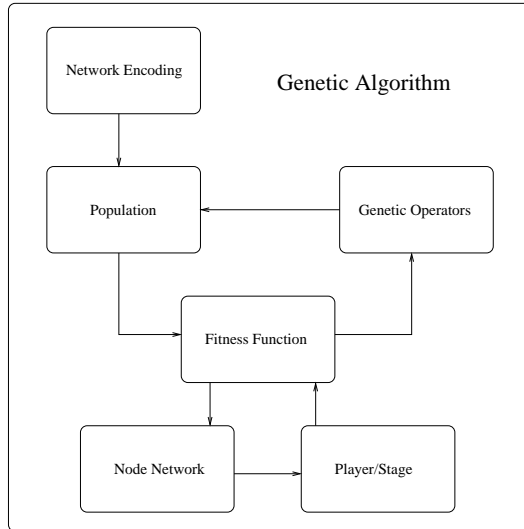 Network Encoding
Genetic Algorithm
Population
Genetic Operators
Fitness Function
Node Network
Player/Stage